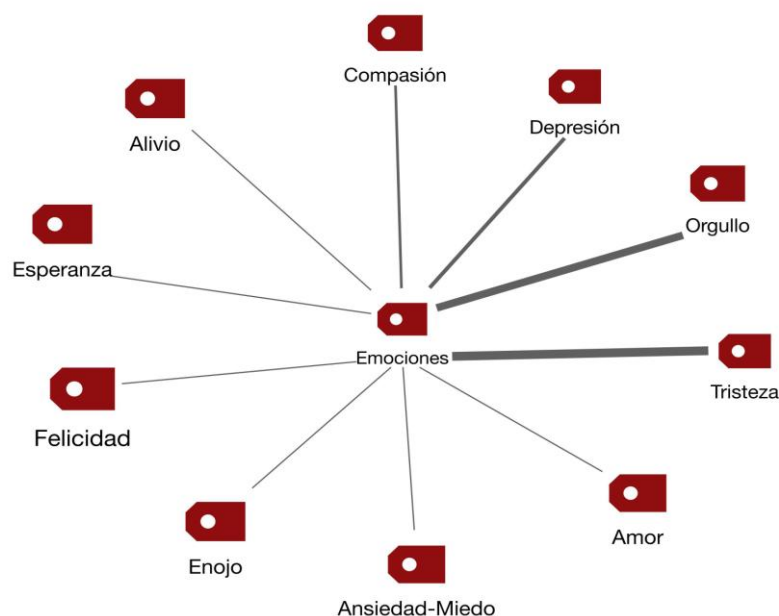 Compasión
Depresión
Alivio
Orgullo
Esperanza
Emociones
Tristeza
Felicidad
Amor
Enojo
Ansiedad-Miedo